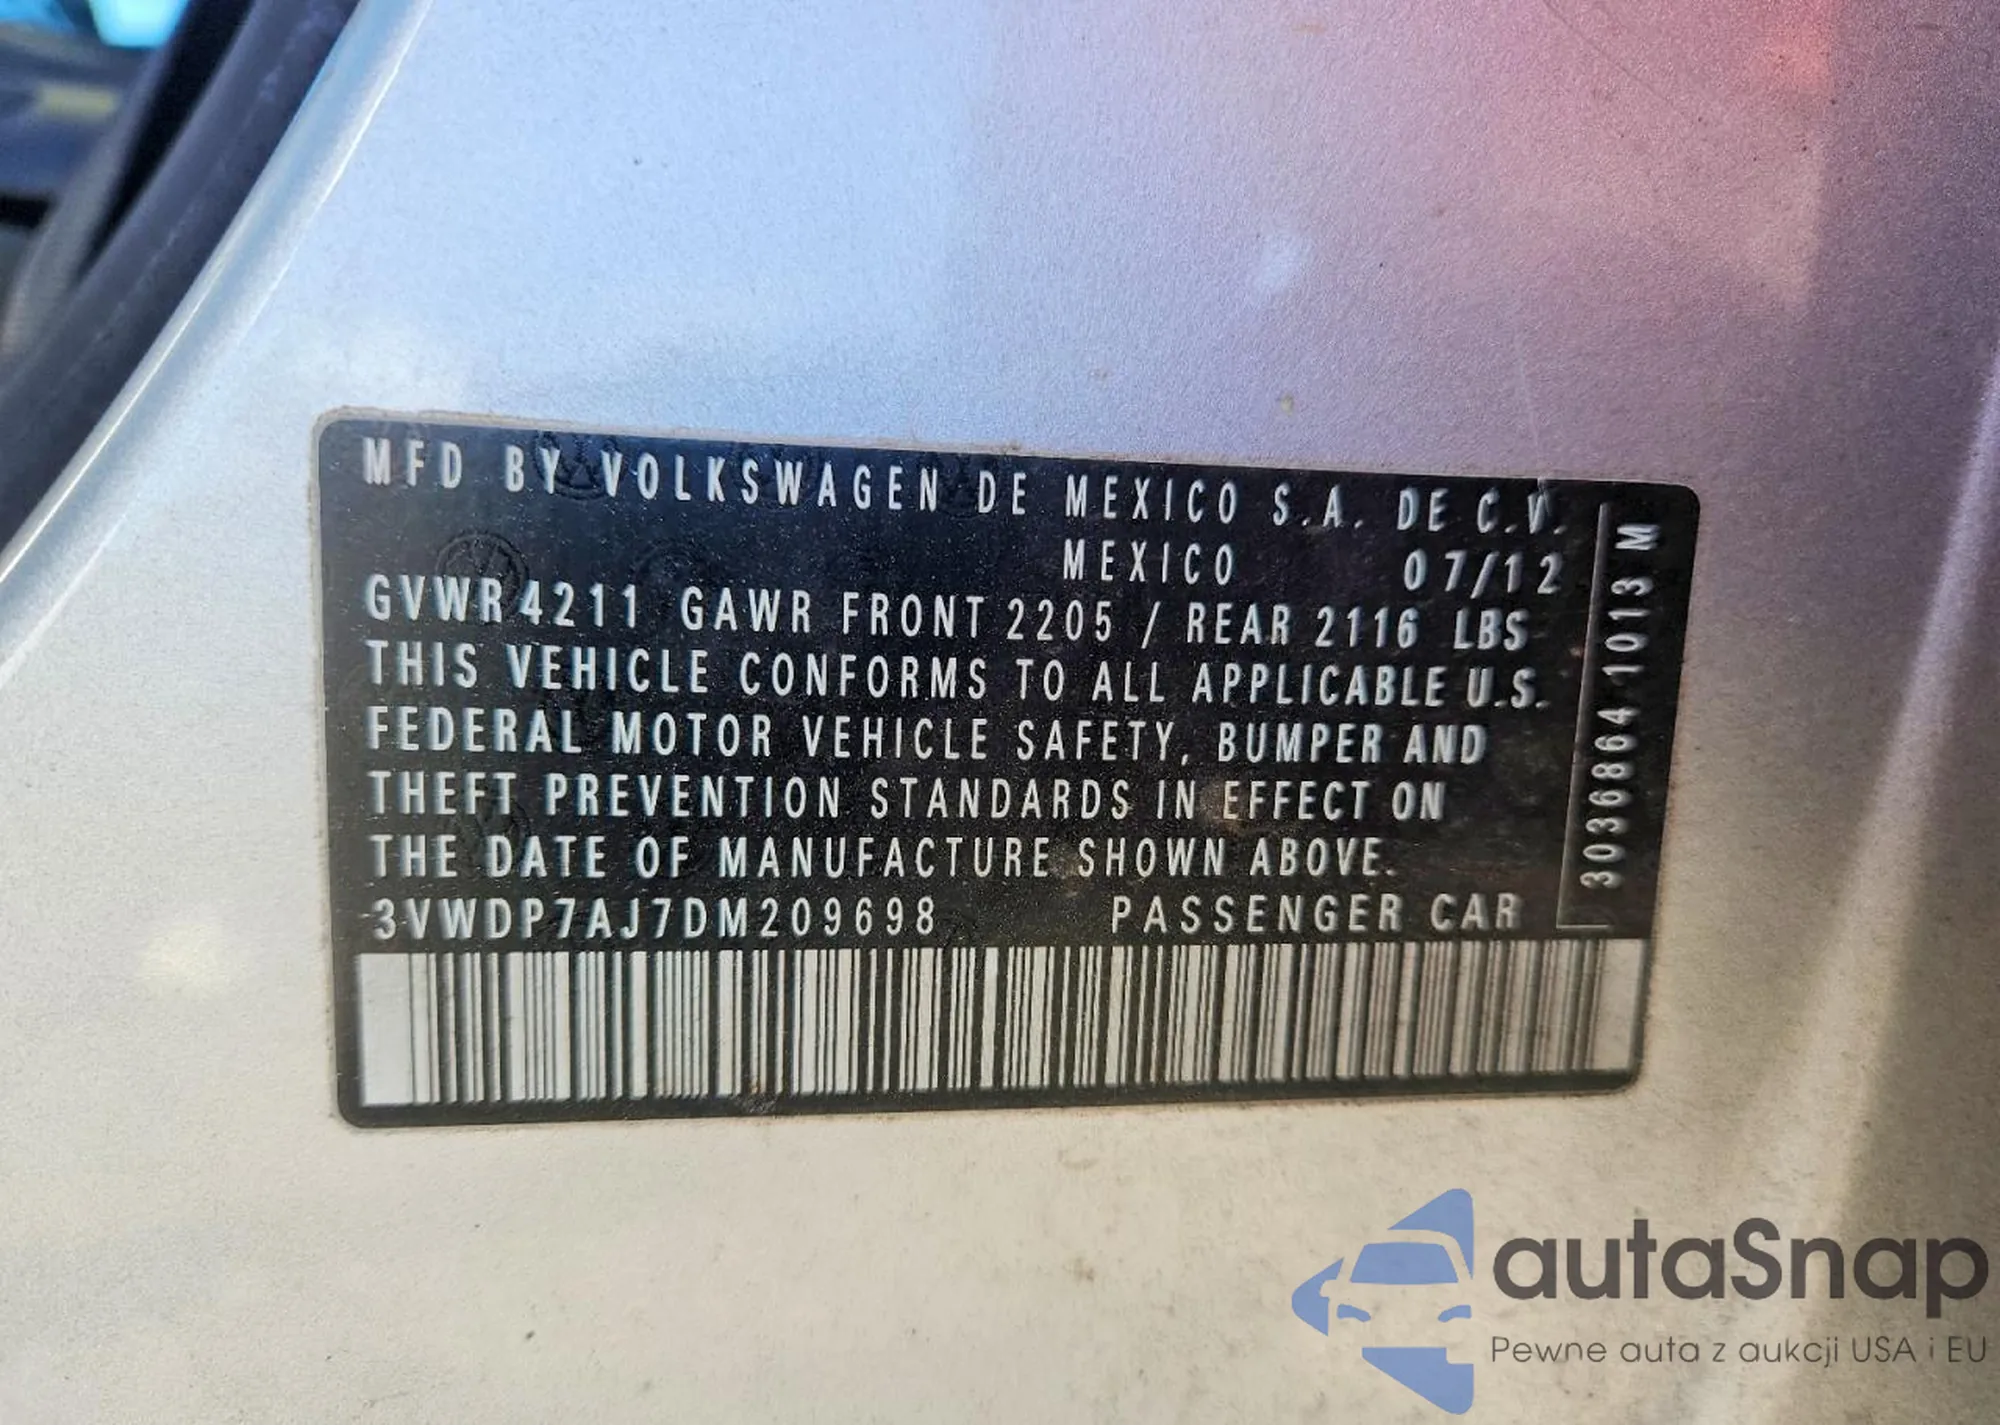 MFD BY VOLKSWAGEN DE MEXICO S.A. DE C.V.
MEXICO 07/12
GVWR 4211 GAWR FRONT 2205 / REAR 2116 LBS
THIS VEHICLE CONFORMS TO ALL APPLICABLE U.S.
FEDERAL MOTOR VEHICLE SAFETY, BUMPER AND
THEFT PREVENTION STANDARDS IN EFFECT ON
THE DATE OF MANUFACTURE SHOWN ABOVE.
3VWDP7AJ7DM209698 PASSENGER CAR
3036864 1013 M
autaSnap
Pewne auta z aukcji USA i EU